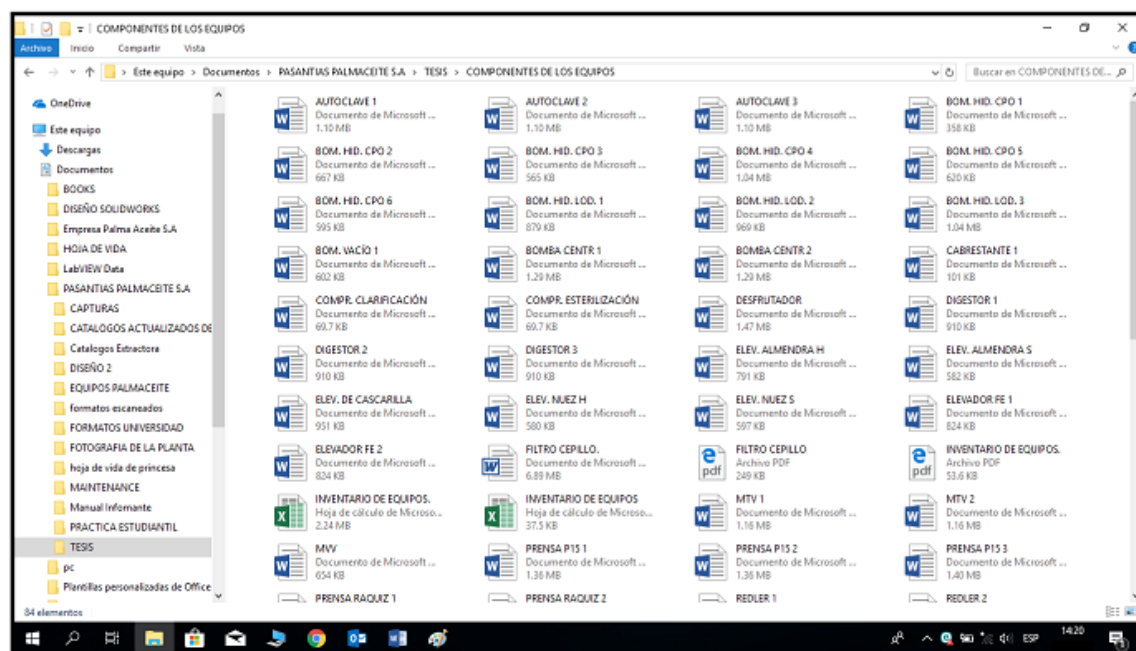 COMPONENTES DE LOS EQUIPOS
Archivo Inicio Compartir Vista
Este equipo > Documentos > PASANTIAS PALMACEITE S.A > TESIS > COMPONENTES DE LOS EQUIPOS
Buscar en COMPONENTES DE...
OneDrive
Este equipo
Descargas
Documentos
BOOKS
DISEÑO SOLIDWORKS
Empresa Palma Aceite S.A
HOJA DE VIDA
LabVIEW Data
PASANTIAS PALMACEITE S.A
CAPTURAS
CATALOGOS ACTUALIZADOS DE
Catalogos Extractora
DISEÑO 2
EQUIPOS PALMACEITE
formatos escaneados
FORMATOS UNIVERSIDAD
FOTOGRAFIA DE LA PLANTA
hoja de vida de princesa
MAINTENANCE
Manual Infomante
PRACTICA ESTUDIANTIL
TESIS
pc
Plantillas personalizadas de Office
AUTOCLAVE 1 AUTOCLAVE 2 AUTOCLAVE 3 BOM. HID. CPO 1
Documento de Microsoft ... Documento de Microsoft ... Documento de Microsoft ... Documento de Microsoft ...
1.10 MB 1.10 MB 1.10 MB 358 KB
BOM. HID. CPO 2 BOM. HID. CPO 3 BOM. HID. CPO 4 BOM. HID. CPO 5
Documento de Microsoft ... Documento de Microsoft ... Documento de Microsoft ... Documento de Microsoft ...
667 KB 565 KB 1.04 MB 620 KB
BOM. HID. CPO 6 BOM. HID. LOD. 1 BOM. HID. LOD. 2 BOM. HID. LOD. 3
Documento de Microsoft ... Documento de Microsoft ... Documento de Microsoft ... Documento de Microsoft ...
595 KB 879 KB 969 KB 1.04 MB
BOM. VACÍO 1 BOMBA CENTR 1 BOMBA CENTR 2 CABRESTANTE 1
Documento de Microsoft ... Documento de Microsoft ... Documento de Microsoft ... Documento de Microsoft ...
602 KB 1.29 MB 1.29 MB 101 KB
COMPR. CLARIFICACIÓN COMPR. ESTERILIZACIÓN DESFRUTADOR DIGESTOR 1
Documento de Microsoft ... Documento de Microsoft ... Documento de Microsoft ... Documento de Microsoft ...
69.7 KB 69.7 KB 1.47 MB 910 KB
DIGESTOR 2 DIGESTOR 3 ELEV. ALMENDRA H ELEV. ALMENDRA S
Documento de Microsoft ... Documento de Microsoft ... Documento de Microsoft ... Documento de Microsoft ...
910 KB 910 KB 791 KB 582 KB
ELEV. DE CASCARILLA ELEV. NUEZ H ELEV. NUEZ S ELEVADOR FE 1
Documento de Microsoft ... Documento de Microsoft ... Documento de Microsoft ... Documento de Microsoft ...
951 KB 580 KB 597 KB 824 KB
ELEVADOR FE 2 FILTRO CEPILLO. FILTRO CEPILLO INVENTARIO DE EQUIPOS.
Documento de Microsoft ... Documento de Microsoft ... Archivo PDF Archivo PDF
824 KB 6.89 MB 249 KB 53.6 KB
INVENTARIO DE EQUIPOS. INVENTARIO DE EQUIPOS MTV 1 MTV 2
Hoja de cálculo de Microso... Hoja de cálculo de Microso... Documento de Microsoft ... Documento de Microsoft ...
2.24 MB 37.5 KB 1.16 MB 1.16 MB
MVV PRENSA P15 1 PRENSA P15 2 PRENSA P15 3
Documento de Microsoft ... Documento de Microsoft ... Documento de Microsoft ... Documento de Microsoft ...
654 KB 1.36 MB 1.36 MB 1.40 MB
PRENSA RAQUIZ 1 PRENSA RAQUIZ 2 REDLER 1 REDLER 2
84 elementos
ESP 14:20